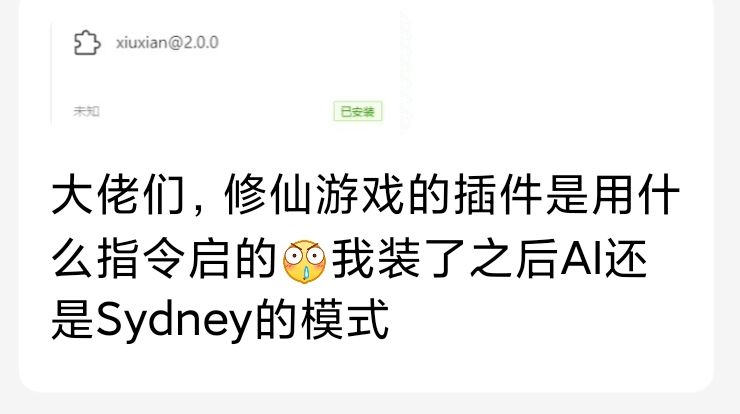 xiuxian@2.0.0
未知
已安装
大佬们，修仙游戏的插件是用什
么指令启的😳我装了之后AI还
是Sydney的模式